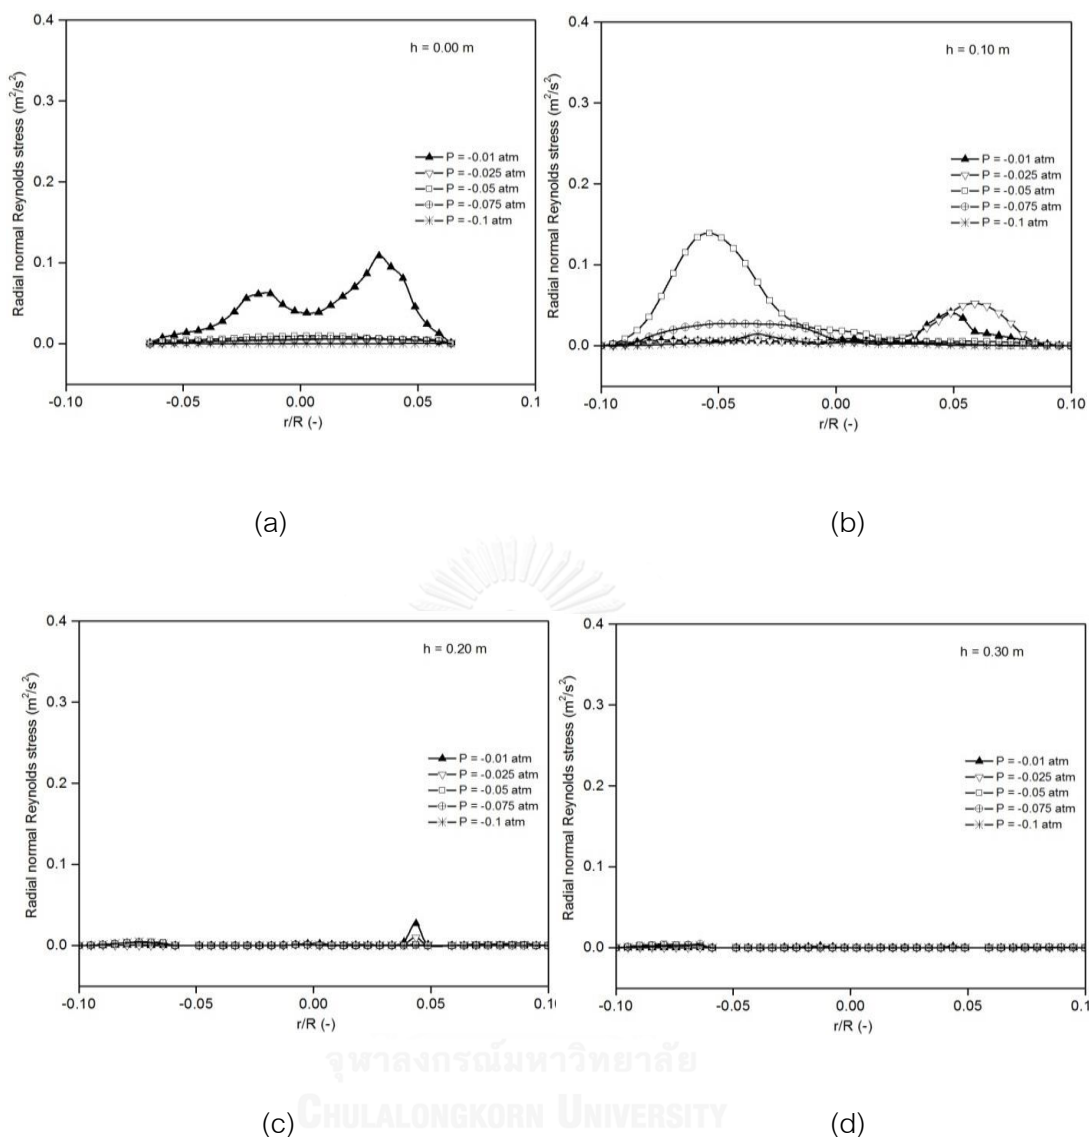 0.4
0.3
0.2
0.1
0.0
Radial normal Reynolds stress (m²/s²)
h = 0.00 m
P = -0.01 atm
P = -0.025 atm
P = -0.05 atm
P = -0.075 atm
P = -0.1 atm
-0.10 -0.05 0.00 0.05 0.10
r/R (-)
(a)
0.4
0.3
0.2
0.1
0.0
Radial normal Reynolds stress (m²/s²)
h = 0.10 m
P = -0.01 atm
P = -0.025 atm
P = -0.05 atm
P = -0.075 atm
P = -0.1 atm
-0.10 -0.05 0.00 0.05 0.10
r/R (-)
(b)
0.4
0.3
0.2
0.1
0.0
Radial normal Reynolds stress (m²/s²)
h = 0.20 m
P = -0.01 atm
P = -0.025 atm
P = -0.05 atm
P = -0.075 atm
P = -0.1 atm
-0.10 -0.05 0.00 0.05 0.10
r/R (-)
(c)
0.4
0.3
0.2
0.1
0.0
Radial normal Reynolds stress (m²/s²)
h = 0.30 m
P = -0.01 atm
P = -0.025 atm
P = -0.05 atm
P = -0.075 atm
P = -0.1 atm
-0.10 -0.05 0.00 0.05 0.1
r/R (-)
(d)
จุฬาลงกรณ์มหาวิทยาลัย
CHULALONGKORN UNIVERSITY